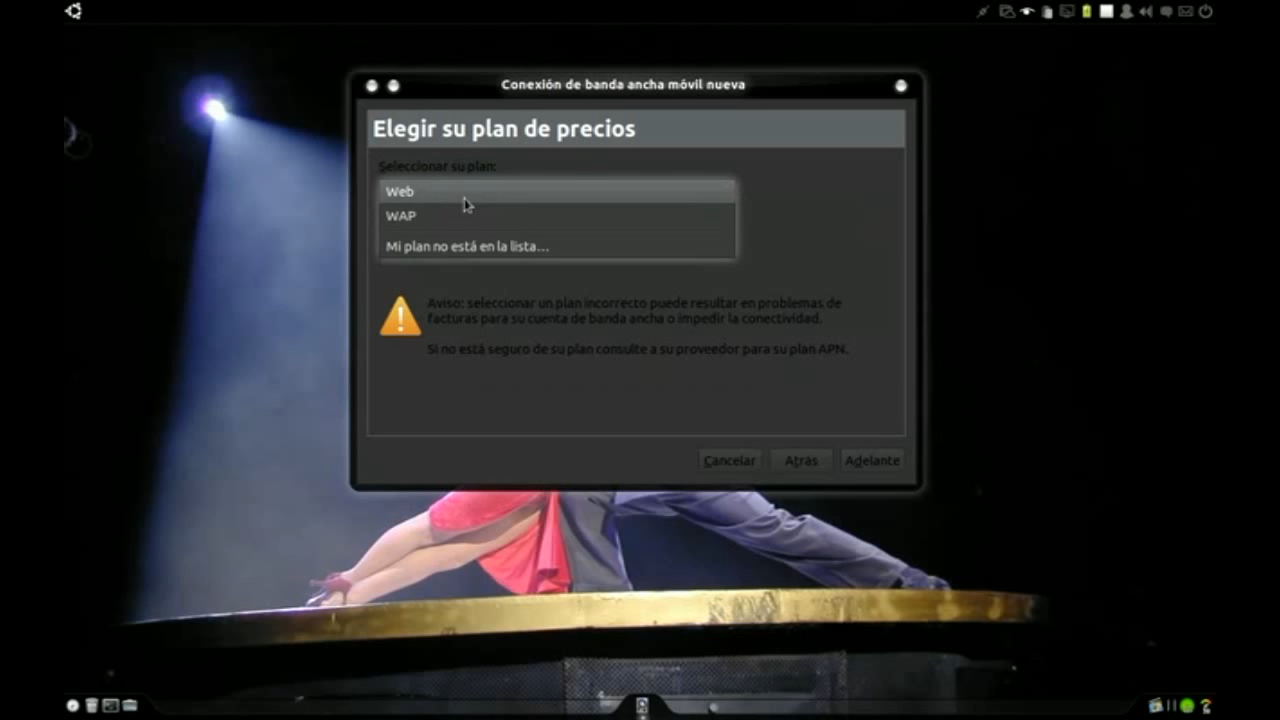 Conexión de banda ancha móvil nueva
Elegir su plan de precios
Seleccionar su plan:
Web
WAP
Mi plan no está en la lista...
Aviso: seleccionar un plan incorrecto puede resultar en problemas de
facturas para su cuenta de banda ancha o impedir la conectividad.
Si no está seguro de su plan consulte a su proveedor para su plan APN.
Cancelar
Atrás
Adelante